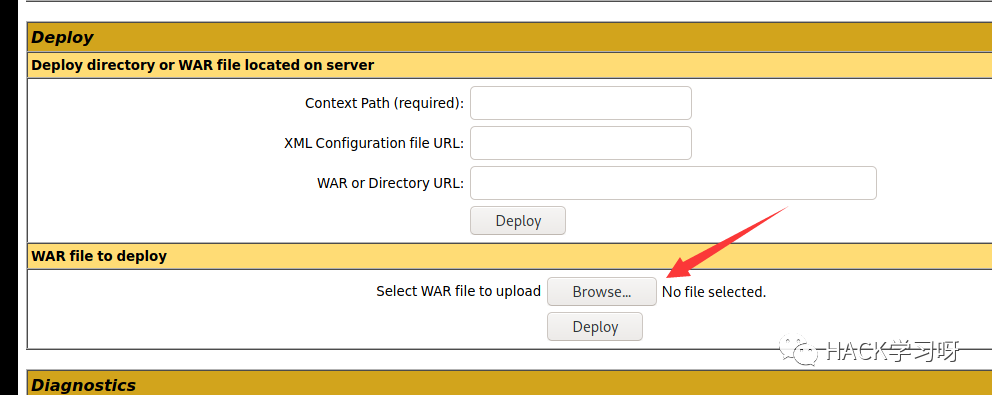 Deploy
Deploy directory or WAR file located on server
Context Path (required):
XML Configuration file URL:
WAR or Directory URL:
Deploy
WAR file to deploy
Select WAR file to upload Browse... No file selected.
Deploy
HACK学习呀
Diagnostics